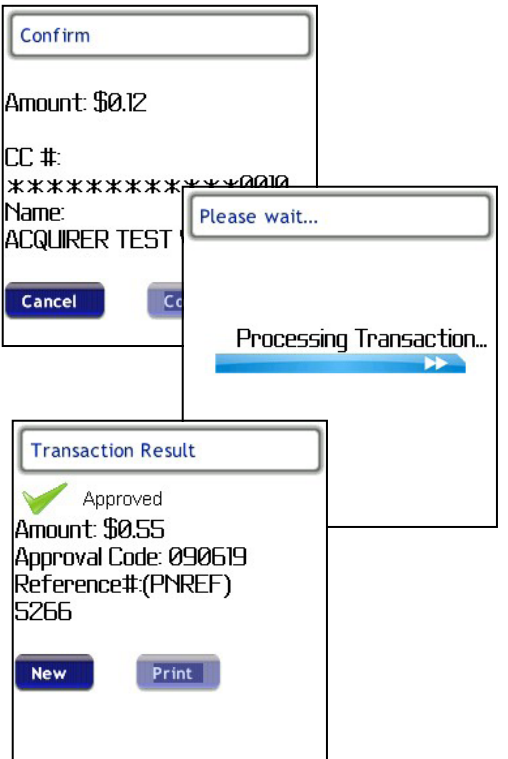 Confirm
Amount: $0.12
CC #:
************0010
Name:
ACQUIRER TEST
Cancel
Please wait...
Processing Transaction...
Transaction Result
Approved
Amount: $0.55
Approval Code: 090619
Reference#:(PNREF)
5266
New Print